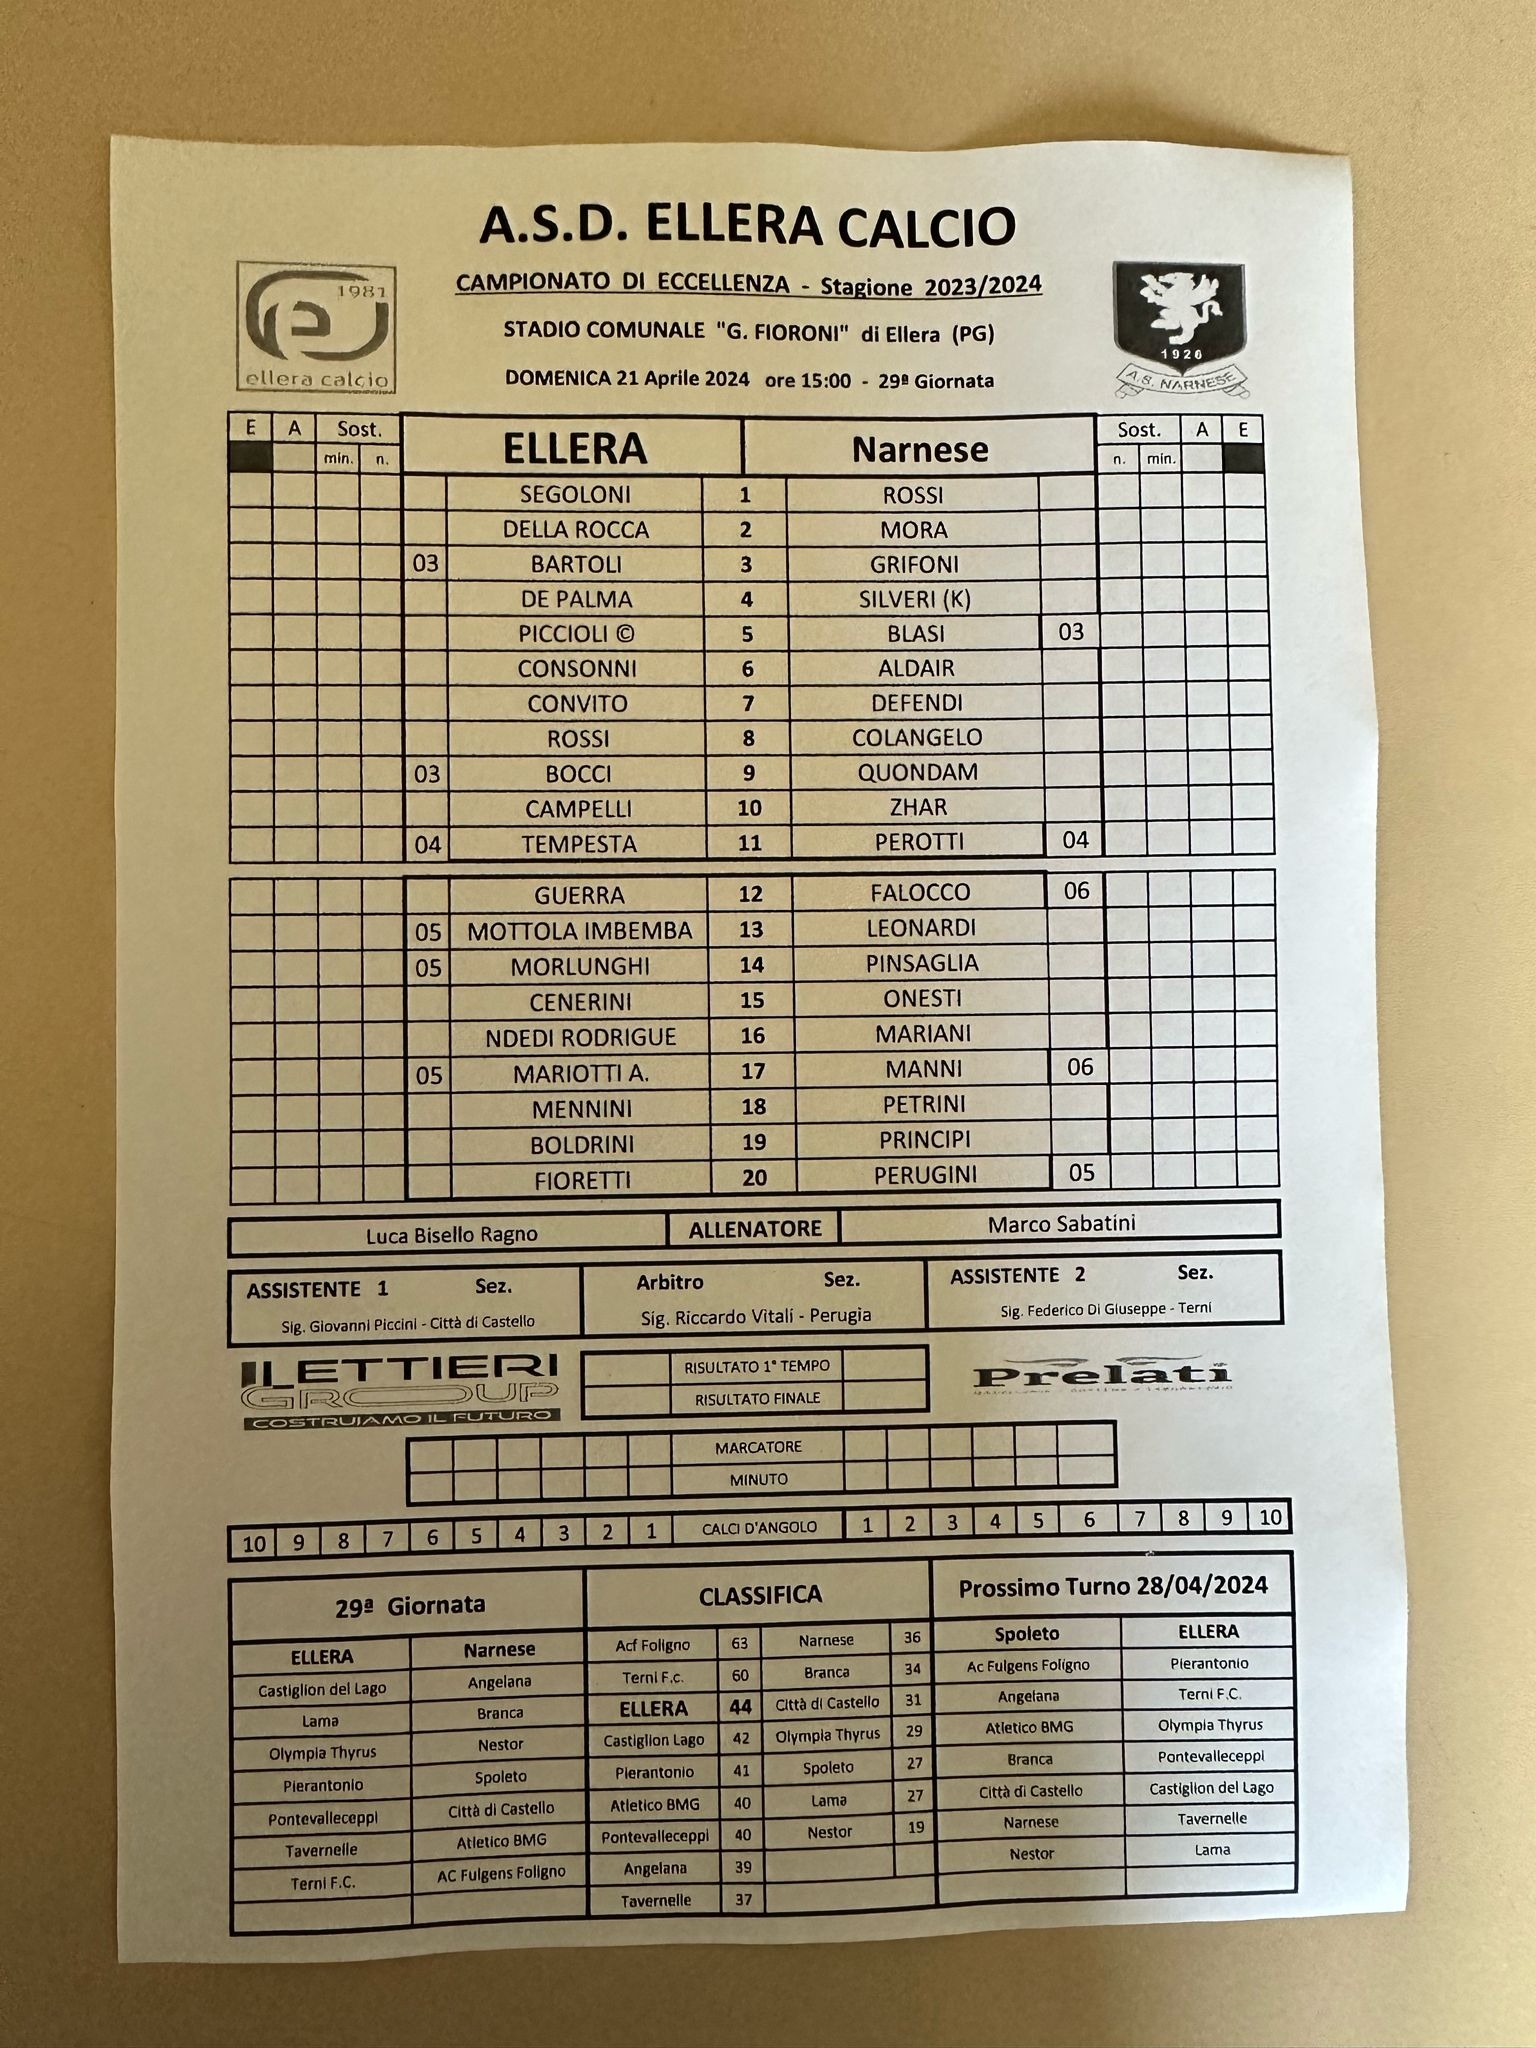 A.S.D. ELLERA CALCIO
CAMPIONATO DI ECCELLENZA - Stagione 2023/2024
STADIO COMUNALE "G. FIORONI" di Ellera (PG)
DOMENICA 21 Aprile 2024 ore 15:00 - 29ª Giornata
1981
e
ellera calcio
1926
A.S. NARNESE
E A Sost. ELLERA Narnese Sost. A E
min. n. n. min.
SEGOLONI 1 ROSSI
DELLA ROCCA 2 MORA
03 BARTOLI 3 GRIFONI
DE PALMA 4 SILVERI (K)
PICCIOLI © 5 BLASI 03
CONSONNI 6 ALDAIR
CONVITO 7 DEFENDI
ROSSI 8 COLANGELO
03 BOCCI 9 QUONDAM
CAMPELLI 10 ZHAR
04 TEMPESTA 11 PEROTTI 04
GUERRA 12 FALOCCO 06
05 MOTTOLA IMBEMBA 13 LEONARDI
05 MORLUNGHI 14 PINSAGLIA
CENERINI 15 ONESTI
NDEDI RODRIGUE 16 MARIANI
05 MARIOTTI A. 17 MANNI 06
MENNINI 18 PETRINI
BOLDRINI 19 PRINCIPI
FIORETTI 20 PERUGINI 05
Luca Bisello Ragno ALLENATORE Marco Sabatini
ASSISTENTE 1 Sez. Arbitro Sez. ASSISTENTE 2 Sez.
Sig. Giovanni Piccini - Città di Castello Sig. Riccardo Vitali - Perugia Sig. Federico Di Giuseppe - Terni
ILETTIERI
GROUP
COSTRUIAMO IL FUTURO
RISULTATO 1° TEMPO
RISULTATO FINALE
Prelati
MARCATORE
MINUTO
10 9 8 7 6 5 4 3 2 1 CALCI D'ANGOLO 1 2 3 4 5 6 7 8 9 10
29ª Giornata CLASSIFICA Prossimo Turno 28/04/2024
ELLERA Narnese Acf Foligno 63 Narnese 36 Spoleto ELLERA
Castiglion del Lago Angelana Terni F.c. 60 Branca 34 Ac Fulgens Foligno Pierantonio
Lama Branca ELLERA 44 Città di Castello 31 Angelana Terni F.C.
Olympia Thyrus Nestor Castiglion Lago 42 Olympia Thyrus 29 Atletico BMG Olympia Thyrus
Pierantonio Spoleto Pierantonio 41 Spoleto 27 Branca Pontevalleceppi
Pontevalleceppi Città di Castello Atletico BMG 40 Lama 27 Città di Castello Castiglion del Lago
Tavernelle Atletico BMG Pontevalleceppi 40 Nestor 19 Narnese Tavernelle
Terni F.C. AC Fulgens Foligno Angelana 39 Nestor Lama
Tavernelle 37